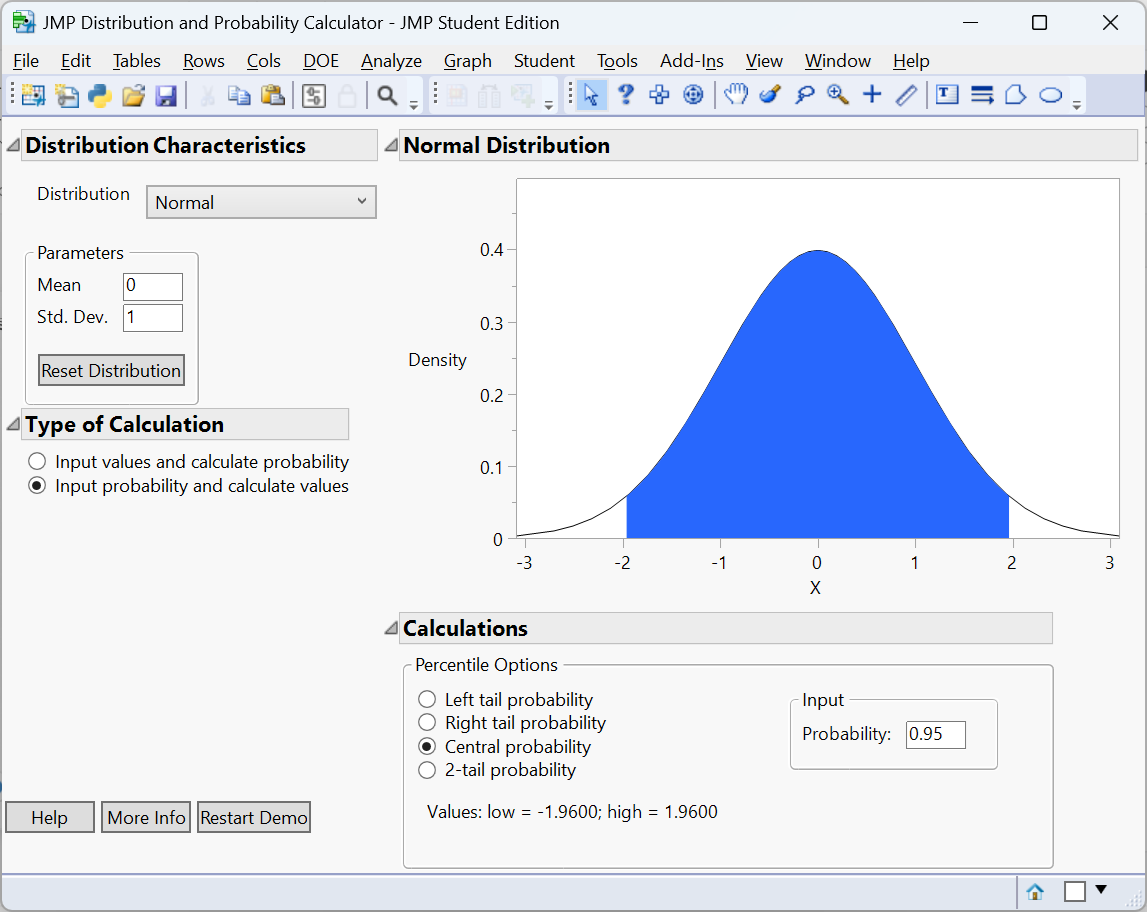 JMP Distribution and Probability Calculator - JMP Student Edition
File Edit Tables Rows Cols DOE Analyze Graph Student Tools Add-Ins View Window Help
Distribution Characteristics
Distribution Normal
Parameters
Mean 0
Std. Dev. 1
Reset Distribution
Type of Calculation
Input values and calculate probability
Input probability and calculate values
Help More Info Restart Demo
Normal Distribution
0.4
0.3
Density
0.2
0.1
0
-3 -2 -1 0 1 2 3
X
Calculations
Percentile Options
Left tail probability
Right tail probability
Central probability
2-tail probability
Input
Probability: 0.95
Values: low = -1.9600; high = 1.9600